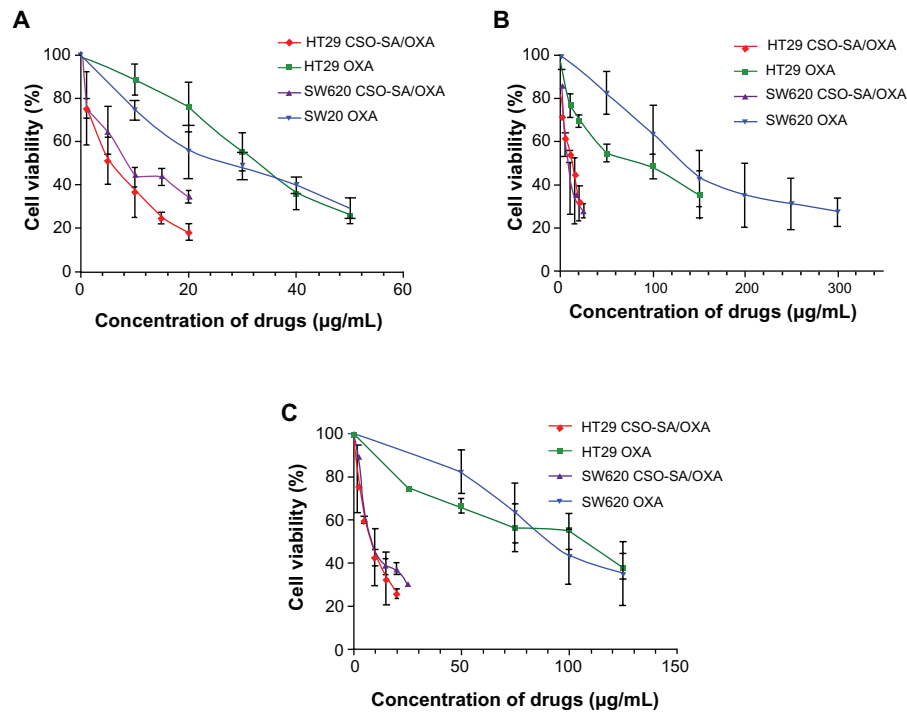 A
HT29 CSO-SA/OXA
HT29 OXA
SW620 CSO-SA/OXA
SW20 OXA
100
80
60
40
20
0
0
20
40
60
Cell viability (%)
Concentration of drugs (µg/mL)
B
HT29 CSO-SA/OXA
HT29 OXA
SW620 CSO-SA/OXA
SW620 OXA
100
80
60
40
20
0
0
100
200
300
Cell viability (%)
Concentration of drugs (µg/mL)
C
HT29 CSO-SA/OXA
HT29 OXA
SW620 CSO-SA/OXA
SW620 OXA
100
80
60
40
20
0
0
50
100
150
Cell viability (%)
Concentration of drugs (µg/mL)